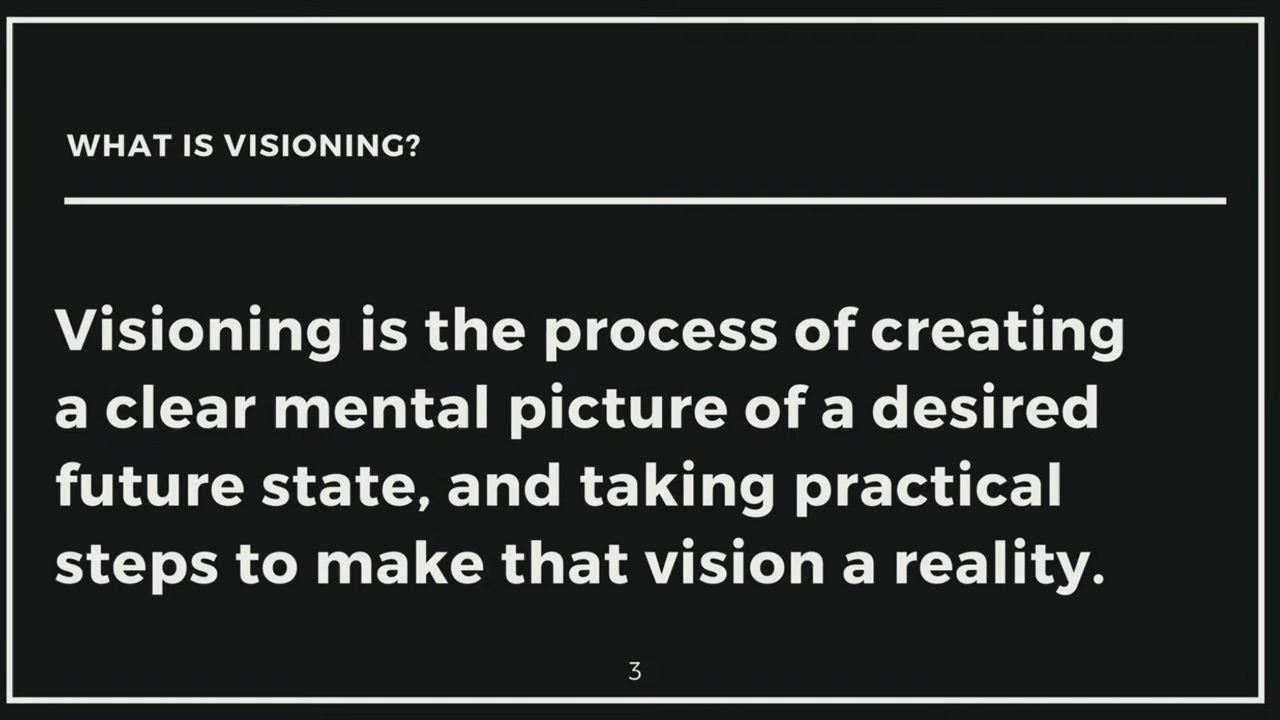 WHAT IS VISIONING?
Visioning is the process of creating
a clear mental picture of a desired
future state, and taking practical
steps to make that vision a reality.
3